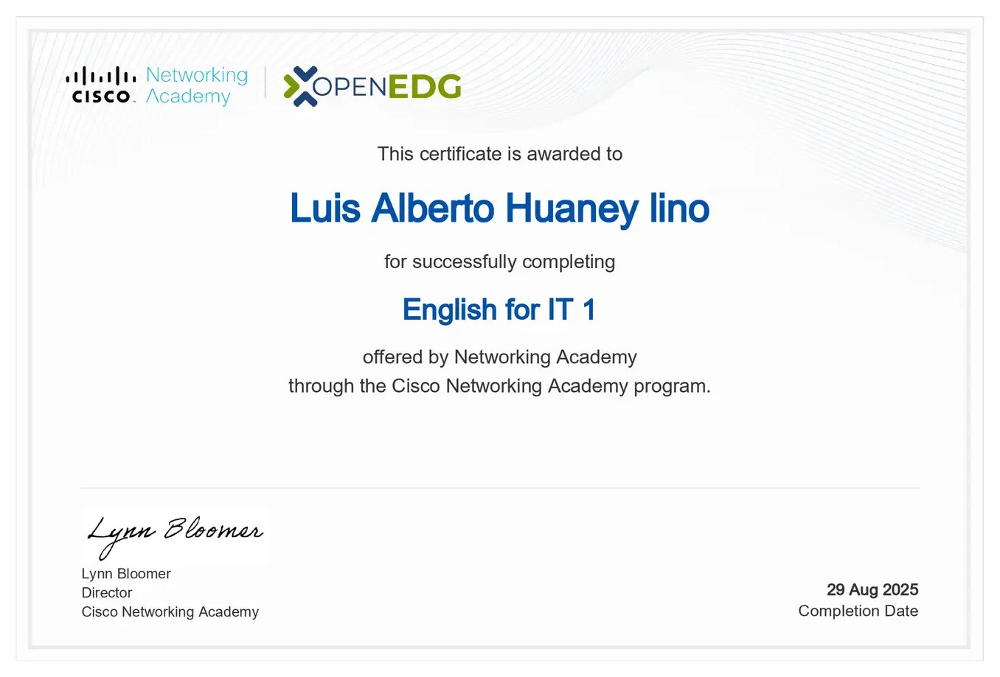 CISCO Networking Academy
OPENEDG
This certificate is awarded to
Luis Alberto Huaney lino
for successfully completing
English for IT 1
offered by Networking Academy
through the Cisco Networking Academy program.
Lynn Bloomer
Lynn Bloomer
Director
Cisco Networking Academy
29 Aug 2025
Completion Date